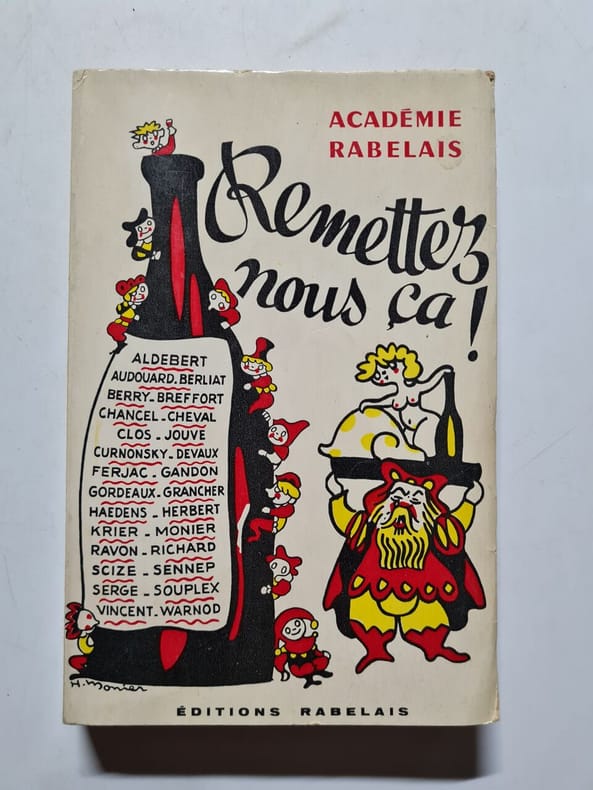 ACADÉMIE
RABELAIS
Remettez
nous ça !
ALDEBERT
AUDOUARD.BERLIAT
BERRY-BREFFORT
CHANCEL-CHEVAL
CLOS-JOUVE
CURNONSKY-DEVAUX
FERJAC-GANDON
GORDEAUX-GRANCHER
HAEDENS-HERBERT
KRIER-MONIER
RAVON-RICHARD
SCIZE-SENNEP
SERGE-SOUPLEX
VINCENT-WARNOD
H. Monier
ÉDITIONS RABELAIS